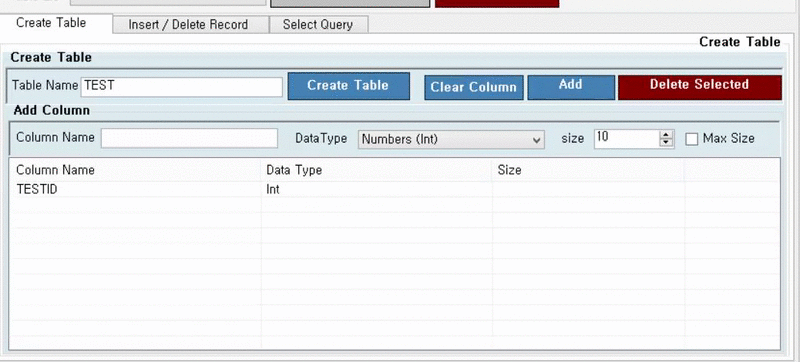 Create Table Insert / Delete Record Select Query
Create Table
Create Table
Table Name TEST Create Table Clear Column Add Delete Selected
Add Column
Column Name DataType Numbers (Int) size 10 Max Size
Column Name Data Type Size
TESTID Int